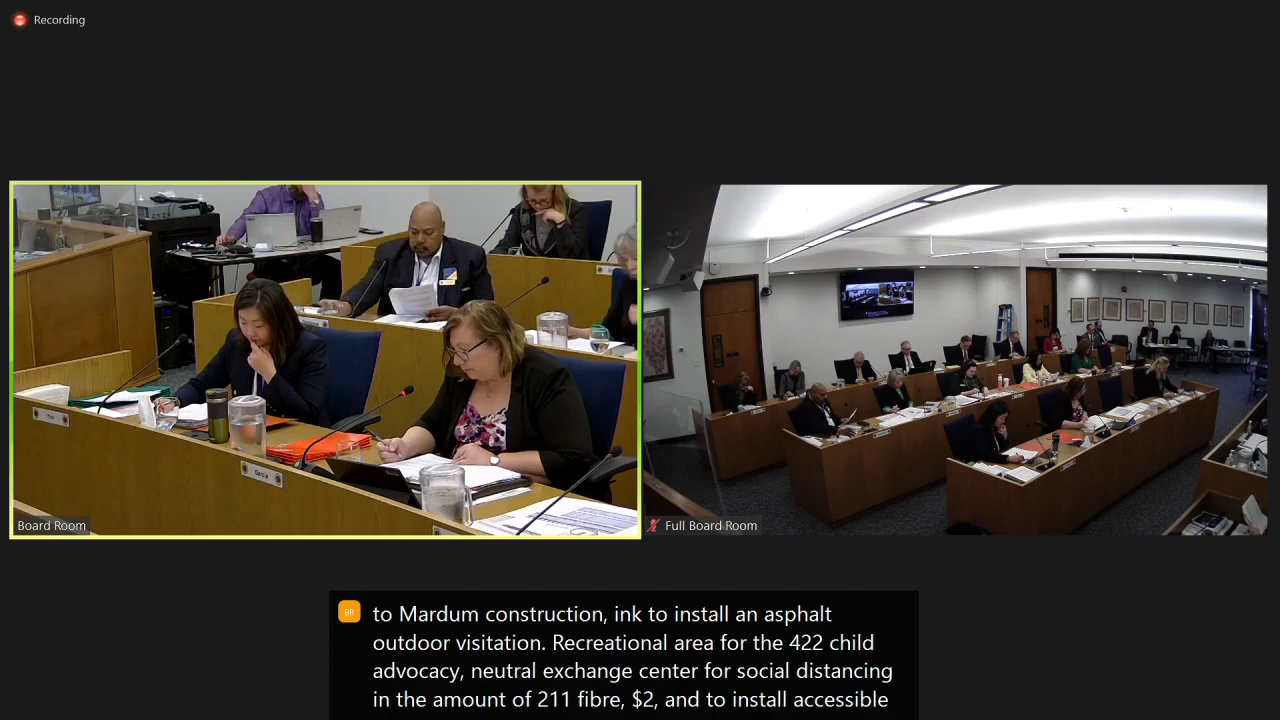 Recording
Garcia
Board Room
Full Board Room
BR
to Mardum construction, ink to install an asphalt
outdoor visitation. Recreational area for the 422 child
advocacy, neutral exchange center for social distancing
in the amount of 211 fibre, $2, and to install accessible